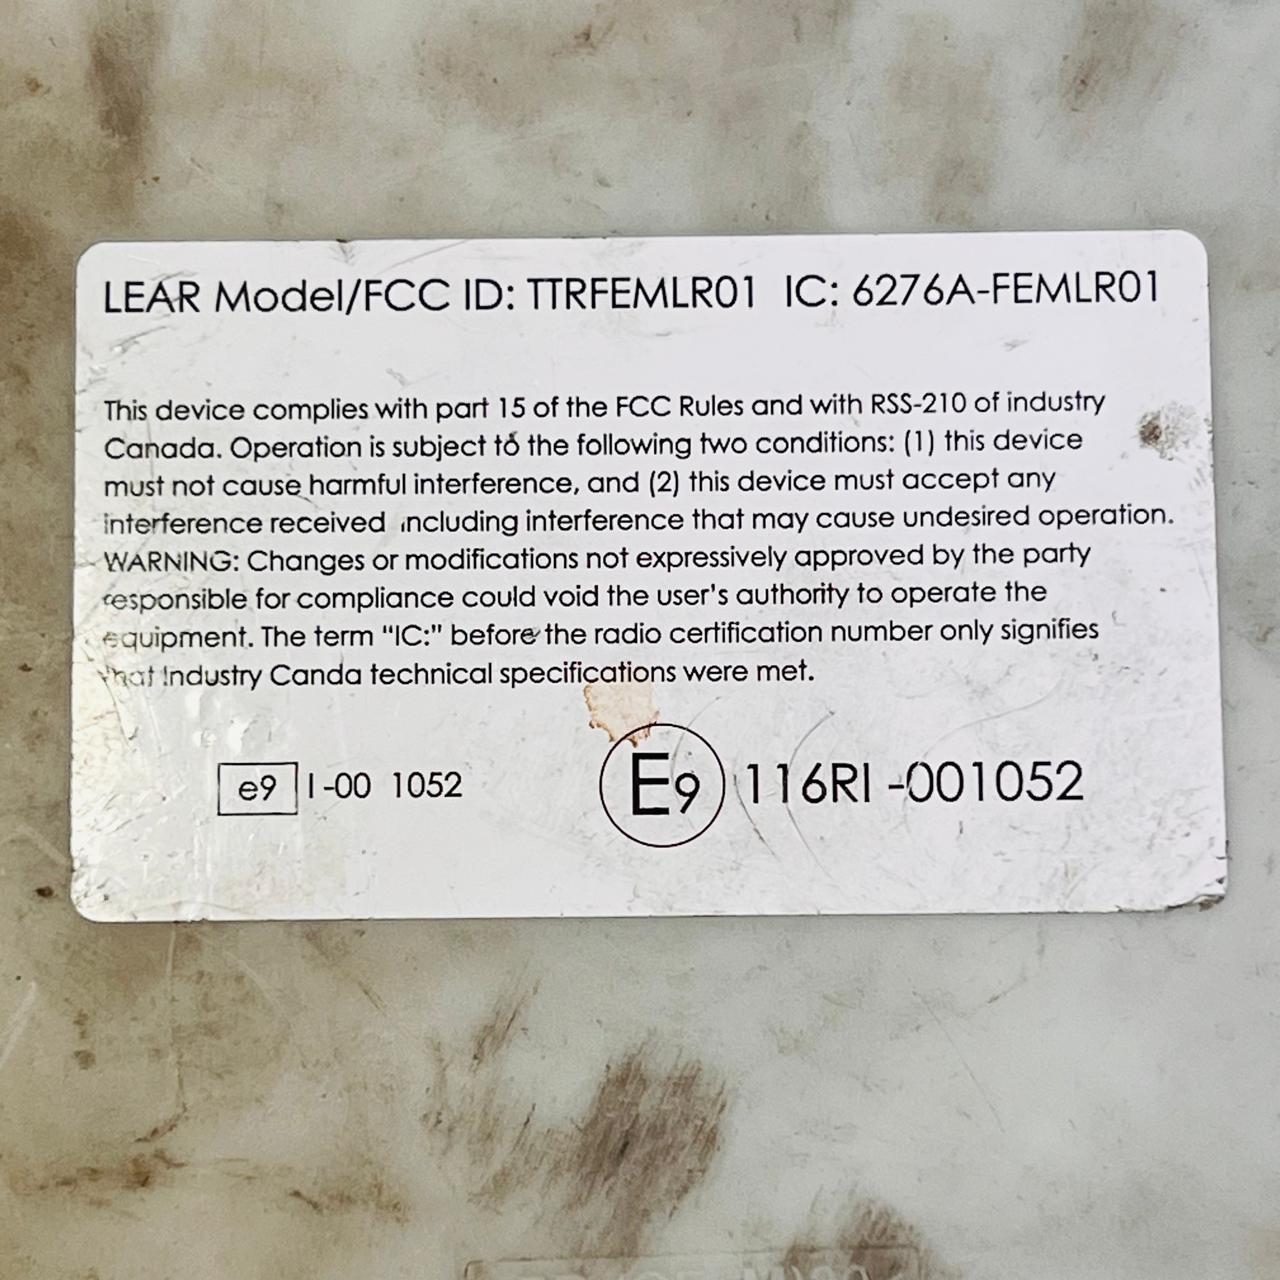 LEAR Model/FCC ID: TTRFEMLR01 IC: 6276A-FEMLR01
This device complies with part 15 of the FCC Rules and with RSS-210 of industry
Canada. Operation is subject to the following two conditions: (1) this device
must not cause harmful interference, and (2) this device must accept any
interference received including interference that may cause undesired operation.
WARNING: Changes or modifications not expressively approved by the party
responsible for compliance could void the user's authority to operate the
equipment. The term "IC:" before the radio certification number only signifies
that Industry Canda technical specifications were met.
e9 I-00 1052
E9 116RI -001052